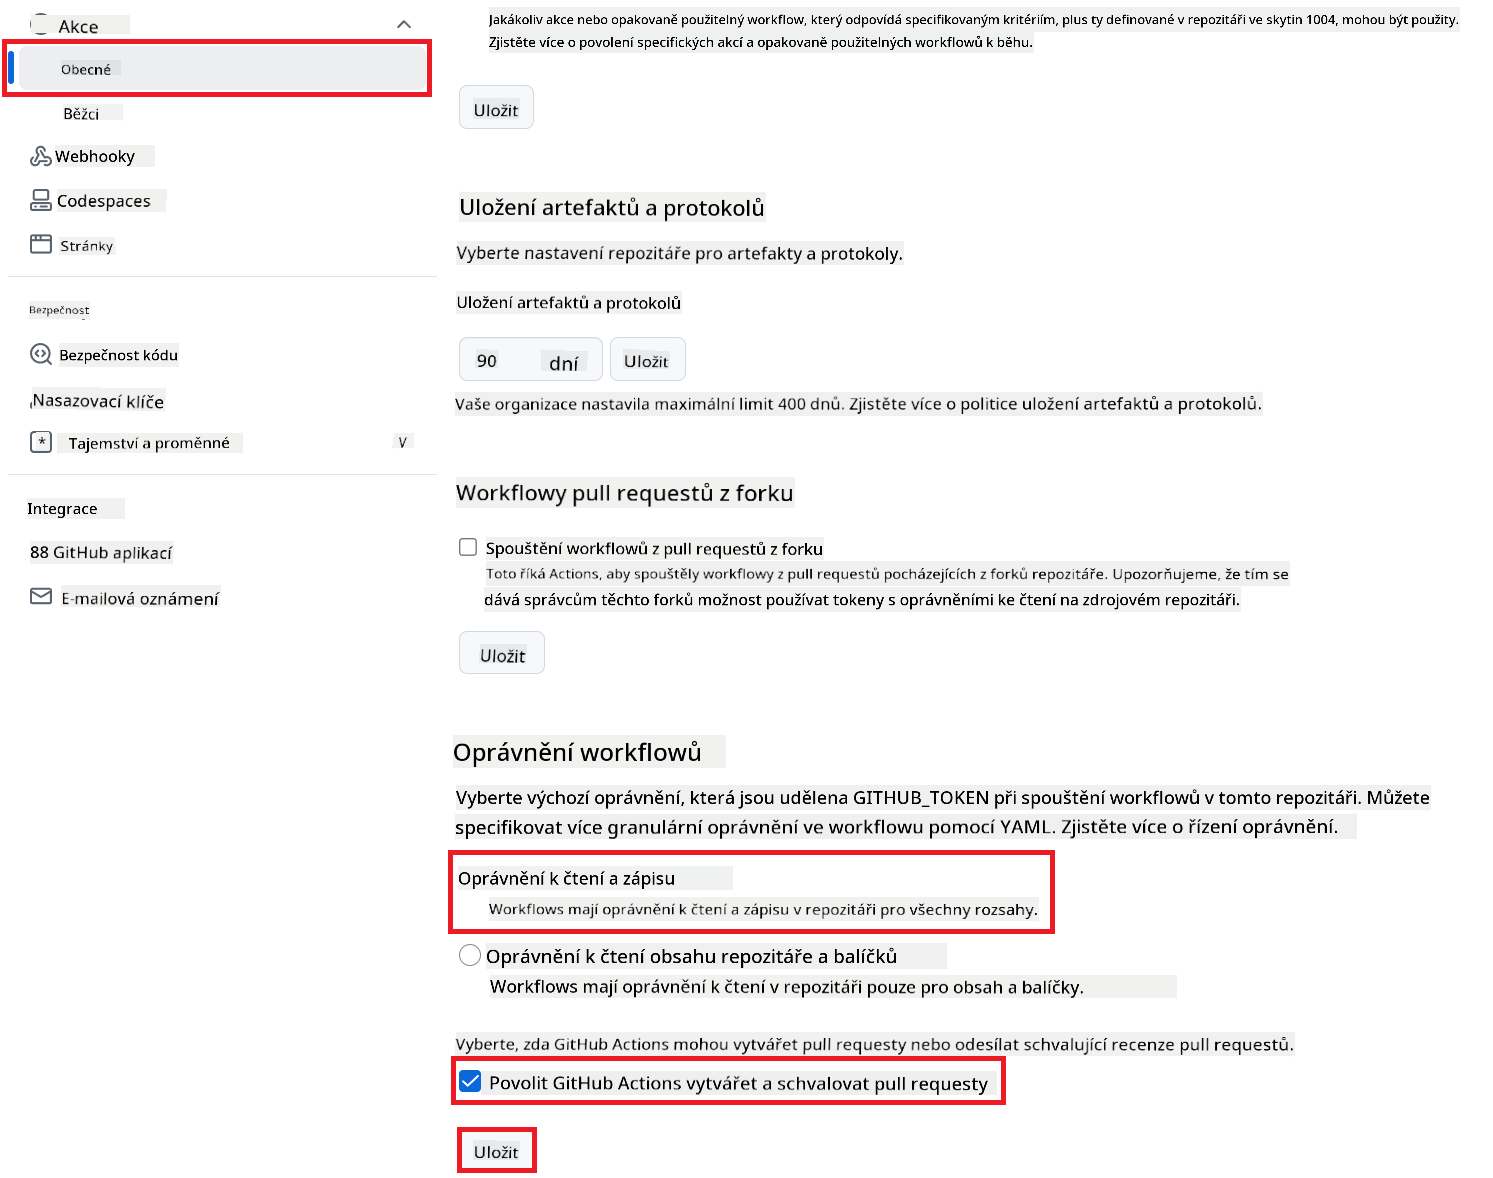 Akce
Obecné
Běžci
Webhooky
Codespaces
Stránky
Bezpečnost
Bezpečnost kódu
Nasazovací klíče
Tajemství a proměnné
Integrace
88 GitHub aplikací
E-mailová oznámení
Jakákoliv akce nebo opakovaně použitelný workflow, který odpovídá specifikovaným kritériím, plus ty definované v repozitáři ve skytin 1004, mohou být použity.
Zjistěte více o povolení specifických akcí a opakovaně použitelných workflowů k běhu.
Uložit
Uložení artefaktů a protokolů
Vyberte nastavení repozitáře pro artefakty a protokoly.
Uložení artefaktů a protokolů
90 dní Uložit
Vaše organizace nastavila maximální limit 400 dnů. Zjistěte více o politice uložení artefaktů a protokolů.
Workflowy pull requestů z forku
Spouštění workflowů z pull requestů z forku
Toto říká Actions, aby spouštěly workflowy z pull requestů pocházejících z forků repozitáře. Upozorňujeme, že tím se
dává správcům těchto forků možnost používat tokeny s oprávněními ke čtení na zdrojovém repozitáři.
Uložit
Oprávnění workflowů
Vyberte výchozí oprávnění, která jsou udělena GITHUB_TOKEN při spouštění workflowů v tomto repozitáři. Můžete
specifikovat více granulární oprávnění ve workflowu pomocí YAML. Zjistěte více o řízení oprávnění.
Oprávnění k čtení a zápisu
Workflows mají oprávnění k čtení a zápisu v repozitáři pro všechny rozsahy.
Oprávnění k čtení obsahu repozitáře a balíčků
Workflows mají oprávnění k čtení v repozitáři pouze pro obsah a balíčky.
Vyberte, zda GitHub Actions mohou vytvářet pull requesty nebo odesílat schvalující recenze pull requestů.
Povolit GitHub Actions vytvářet a schvalovat pull requesty
Uložit